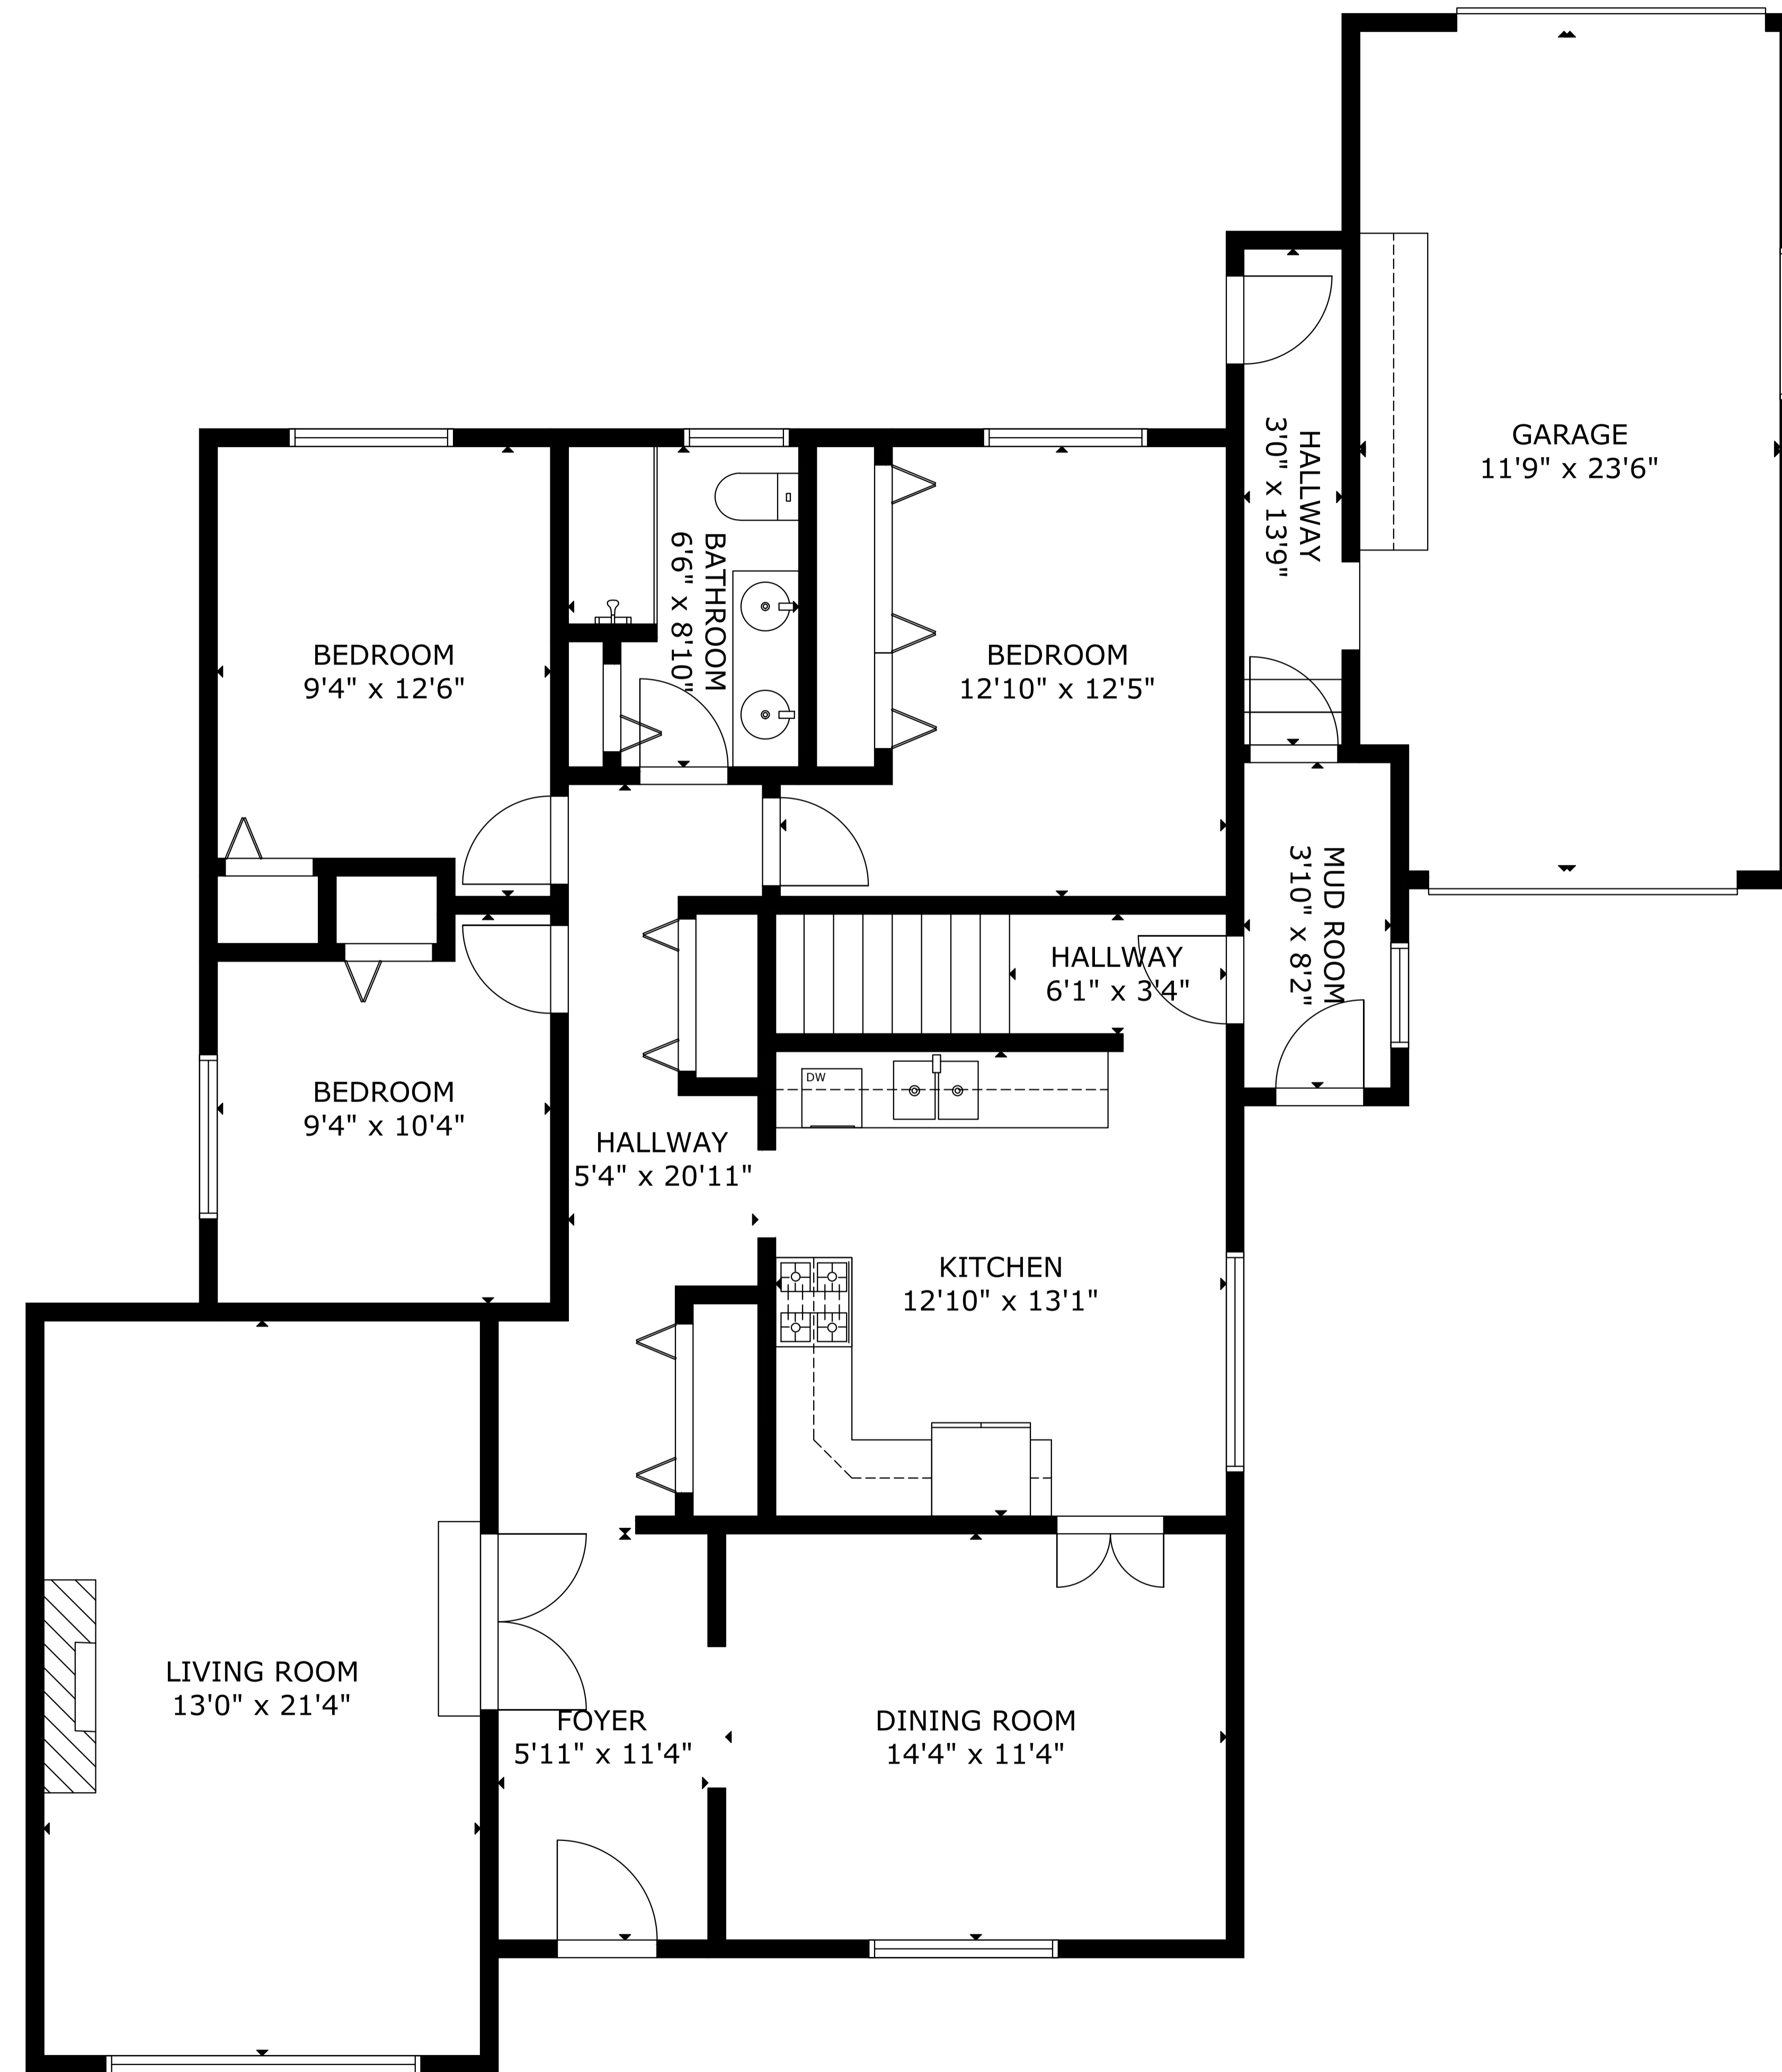 GARAGE
11'9" x 23'6"
HALLWAY
3'0" x 13'9"
BATHROOM
6'6" x 8'10"
BEDROOM
9'4" x 12'6"
BEDROOM
12'10" x 12'5"
MUD ROOM
3'10" x 8'2"
HALLWAY
6'1" x 3'4"
DW
BEDROOM
9'4" x 10'4"
HALLWAY
5'4" x 20'11"
KITCHEN
12'10" x 13'1"
LIVING ROOM
13'0" x 21'4"
FOYER
5'11" x 11'4"
DINING ROOM
14'4" x 11'4"